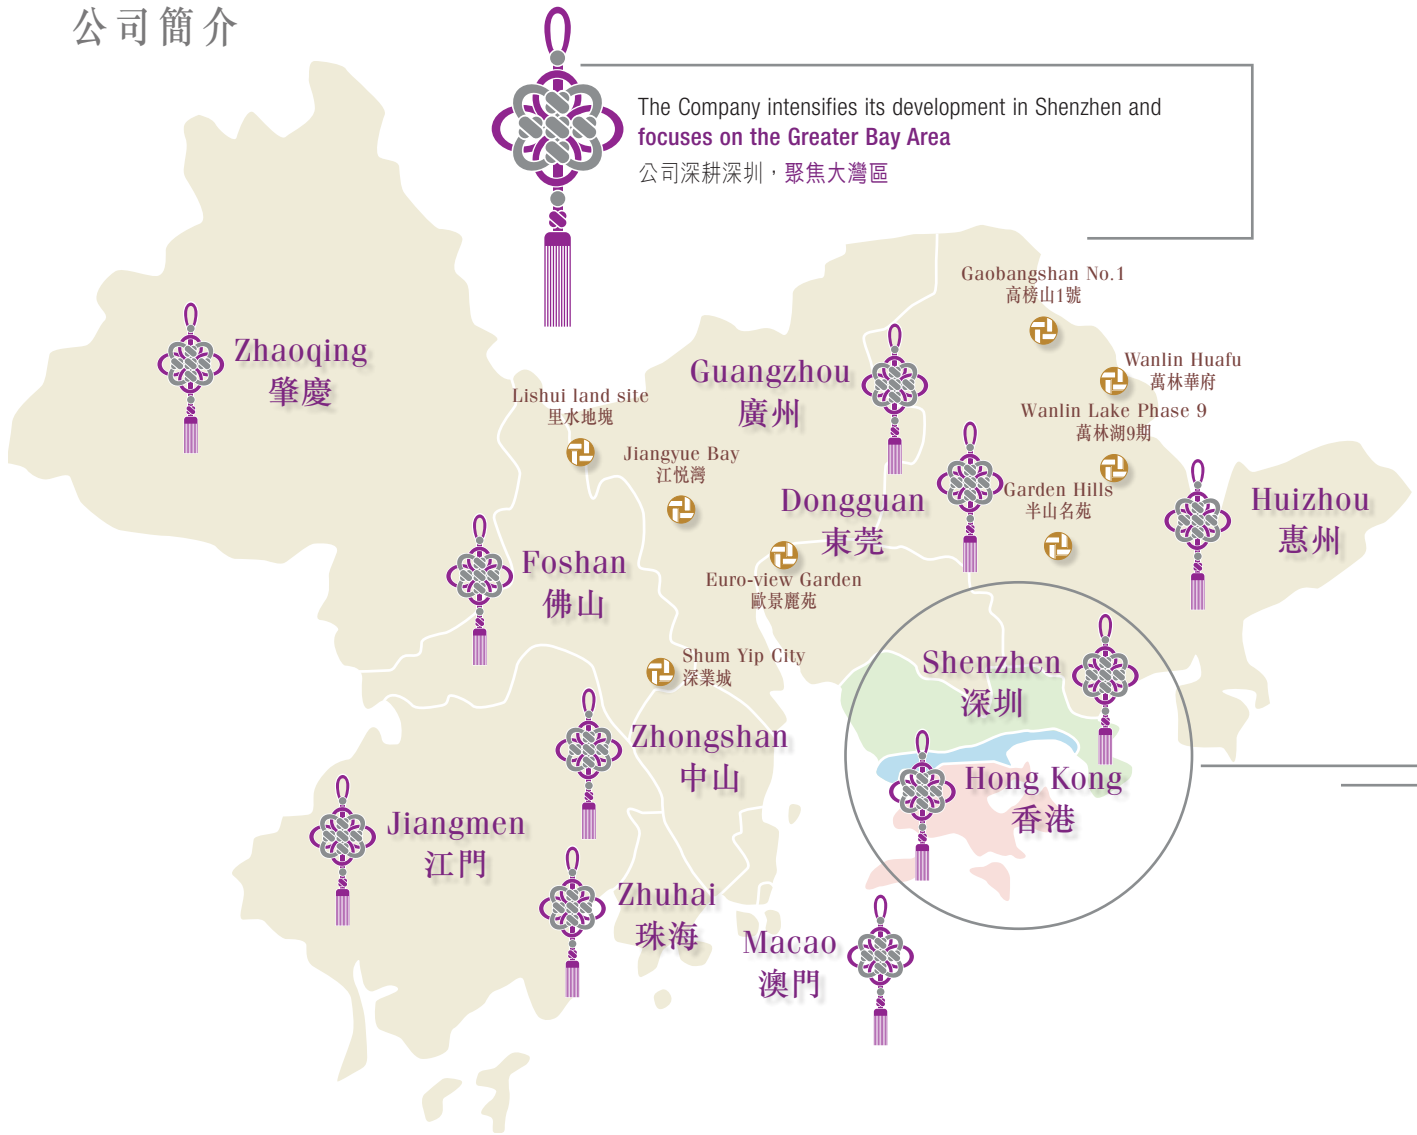 公司簡介
The Company intensifies its development in Shenzhen and
focuses on the Greater Bay Area
公司深耕深圳，聚焦大灣區
Gaobangshan No.1
高榜山1號
Zhaoqing
肇慶
Guangzhou
廣州
Wanlin Huafu
萬林華府
Lishui land site
里水地塊
Wanlin Lake Phase 9
萬林湖9期
Jiangyue Bay
江悦灣
Dongguan
東莞
Garden Hills
半山名苑
Huizhou
惠州
Foshan
佛山
Euro-view Garden
歐景麗苑
Shum Yip City
深業城
Shenzhen
深圳
Zhongshan
中山
Hong Kong
香港
Jiangmen
江門
Zhuhai
珠海
Macao
澳門